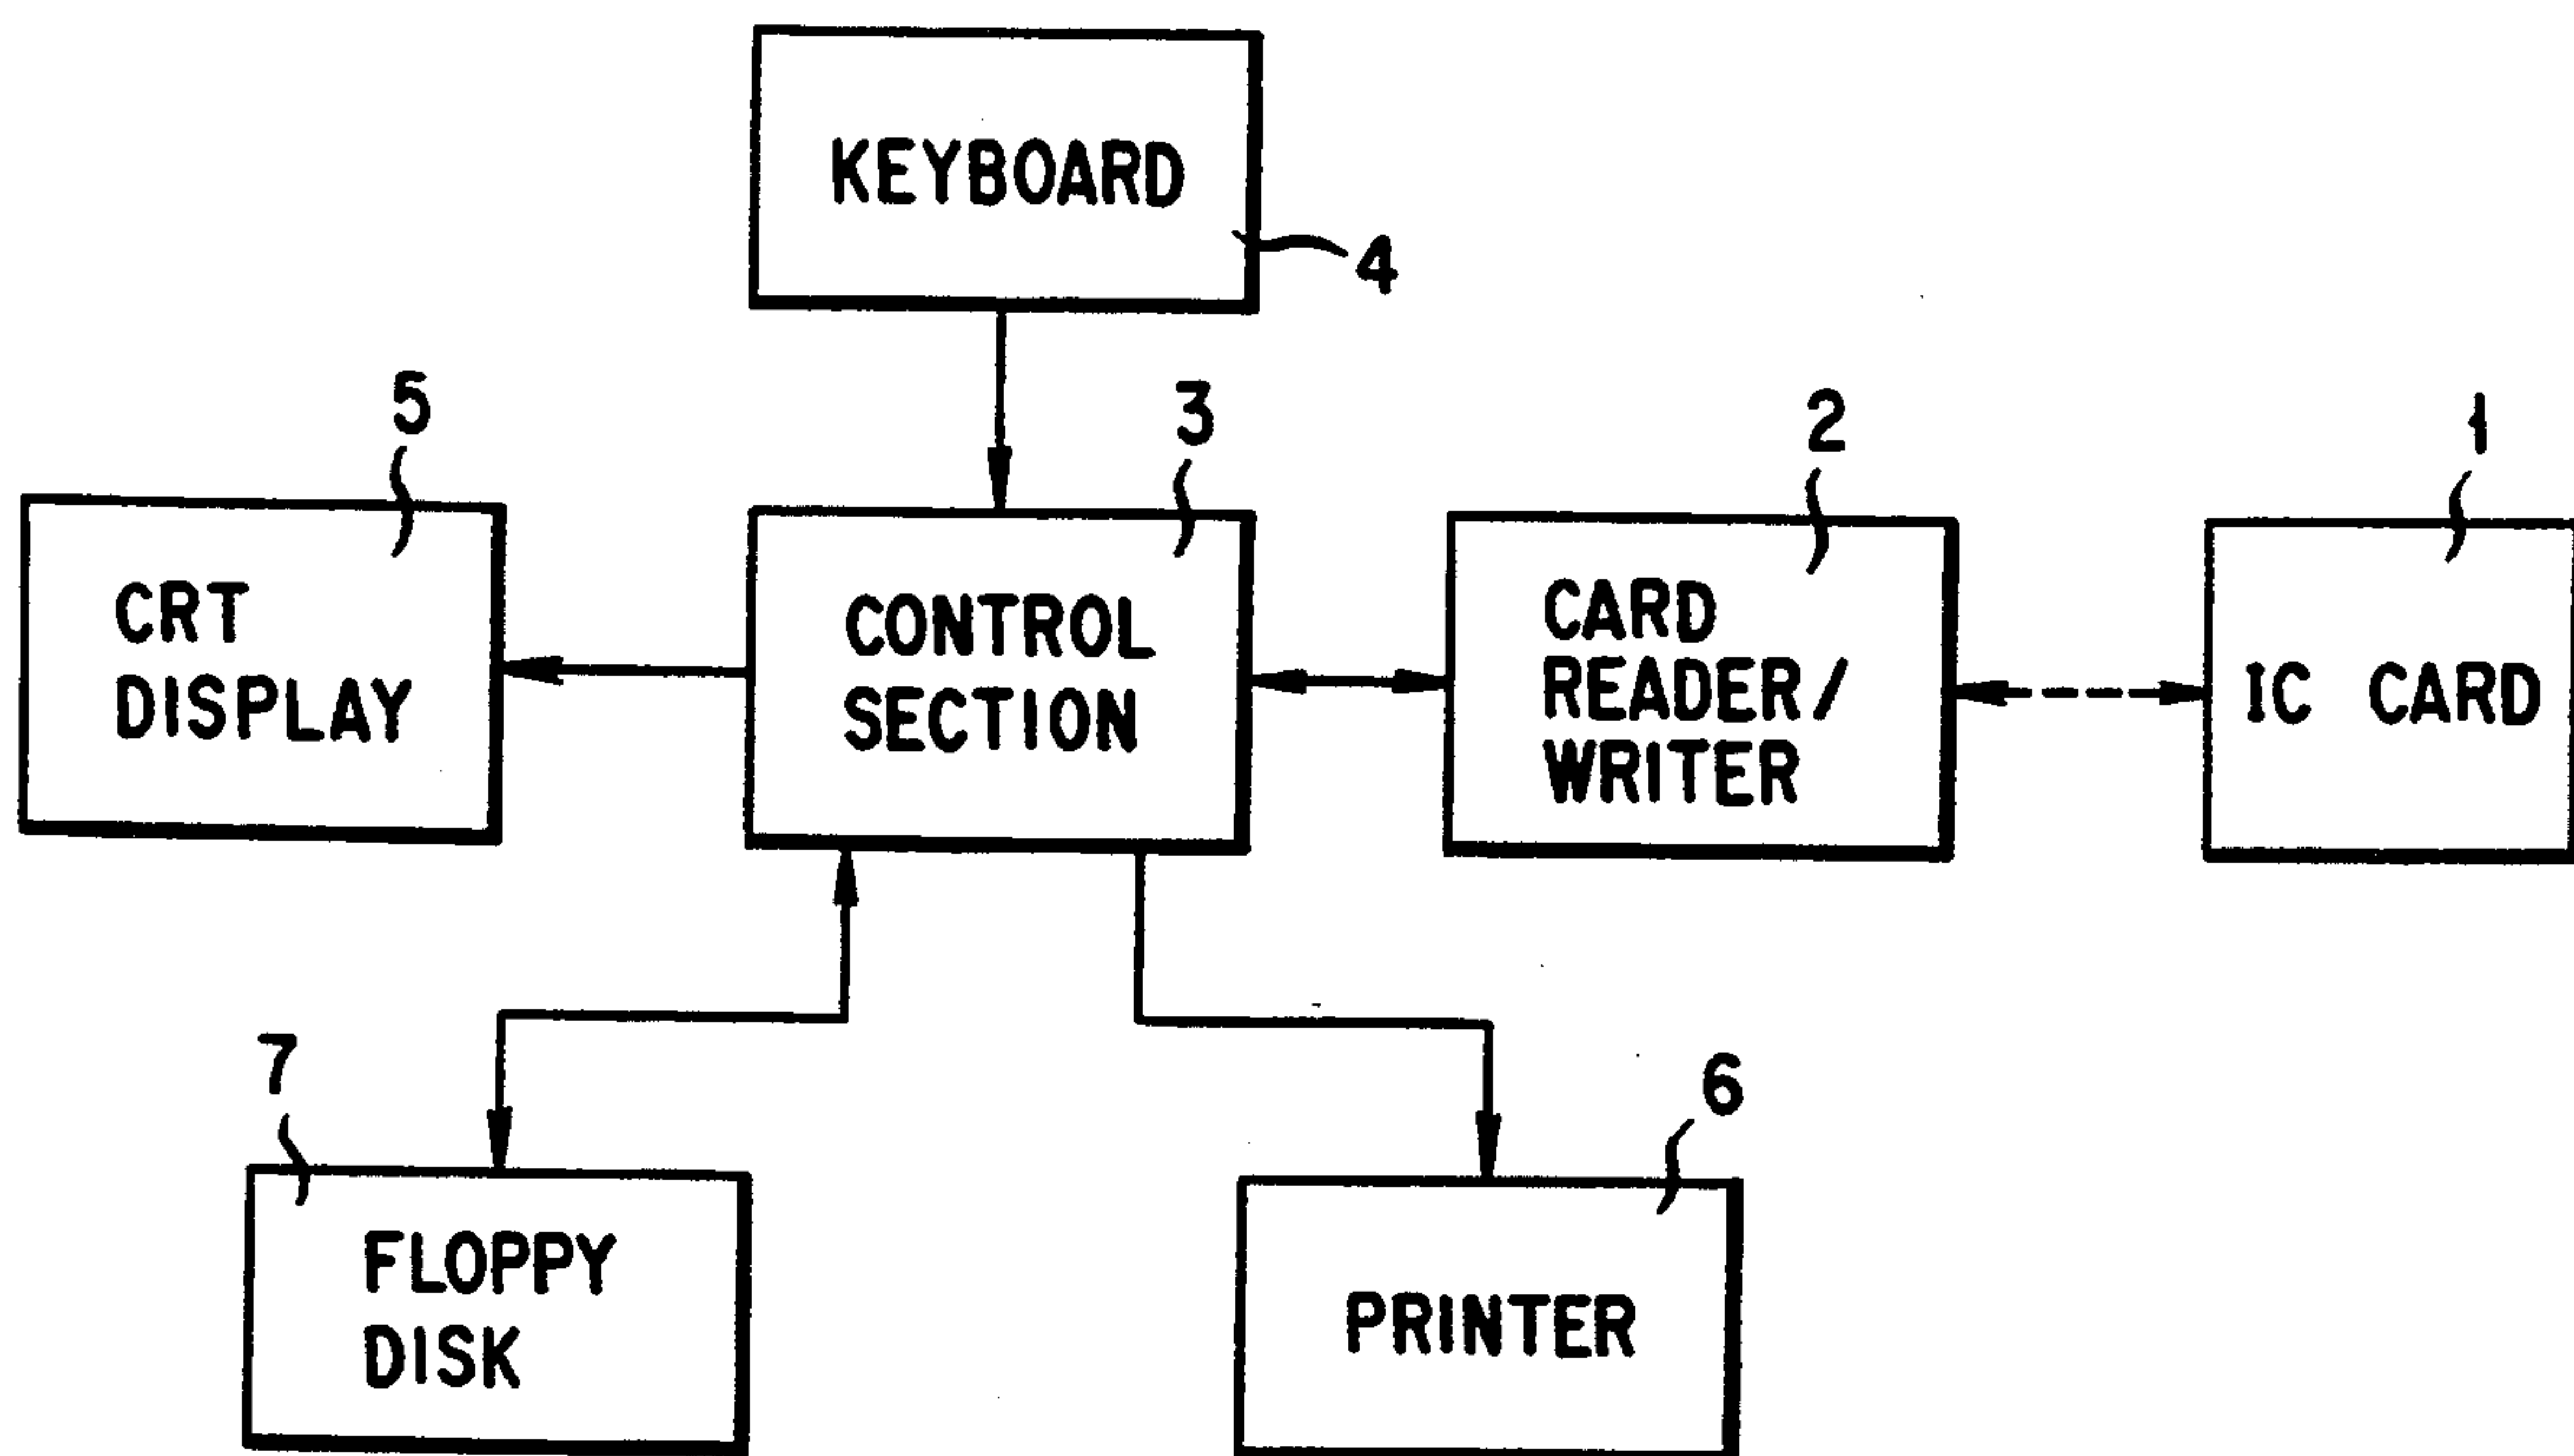 KEYBOARD
4
5
3
2
1
CRT
DISPLAY
CONTROL
SECTION
CARD
READER/
WRITER
IC CARD
7
6
FLOPPY
DISK
PRINTER